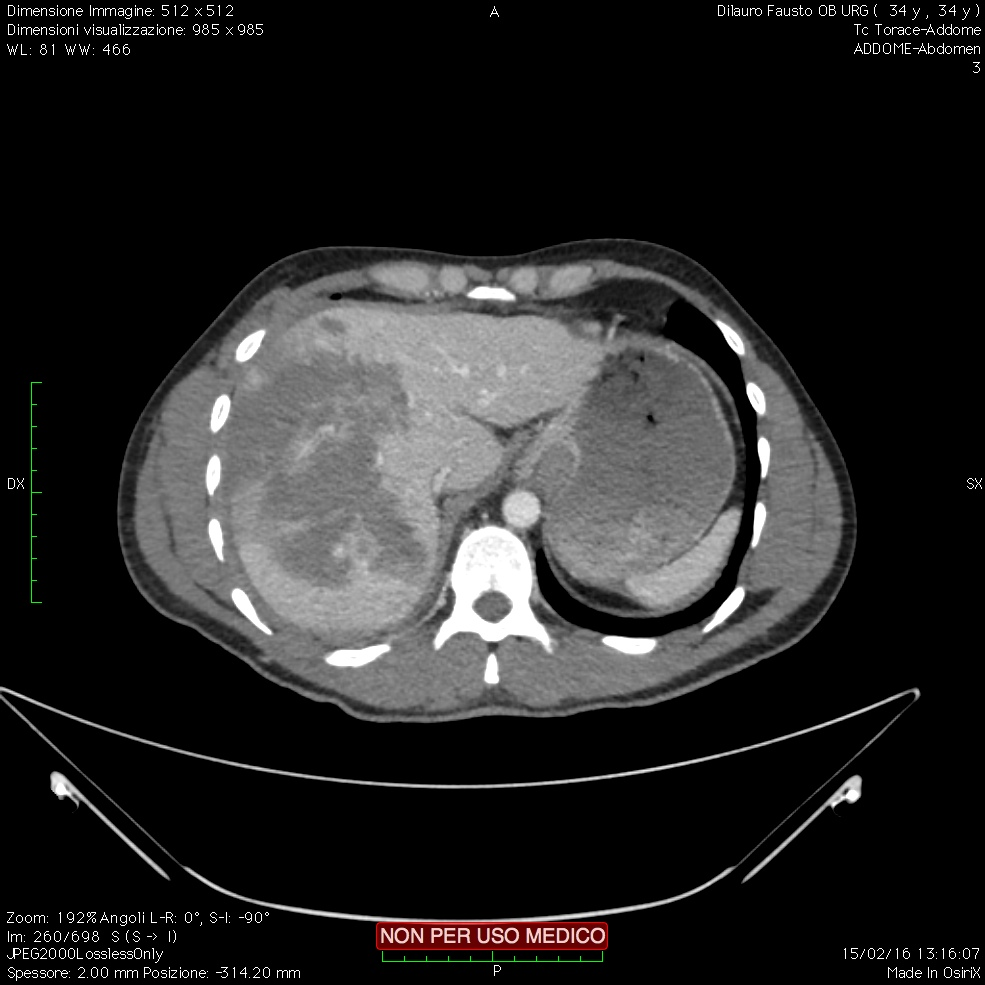 Dimensione Immagine: 512 x 512
Dimensioni visualizzazione: 985 x 985
WL: 81 WW: 466
A
Dilauro Fausto OB URG ( 34 y , 34 y )
Tc Torace-Addome
ADDOME-Abdomen
3
DX
SX
Zoom: 192% Angoli L-R: 0°, S-I: -90°
Im: 260/698 S (S -> I)
JPEG2000LosslessOnly
Spessore: 2.00 mm Posizione: -314.20 mm
NON PER USO MEDICO
P
15/02/16 13:16:07
Made In OsiriX